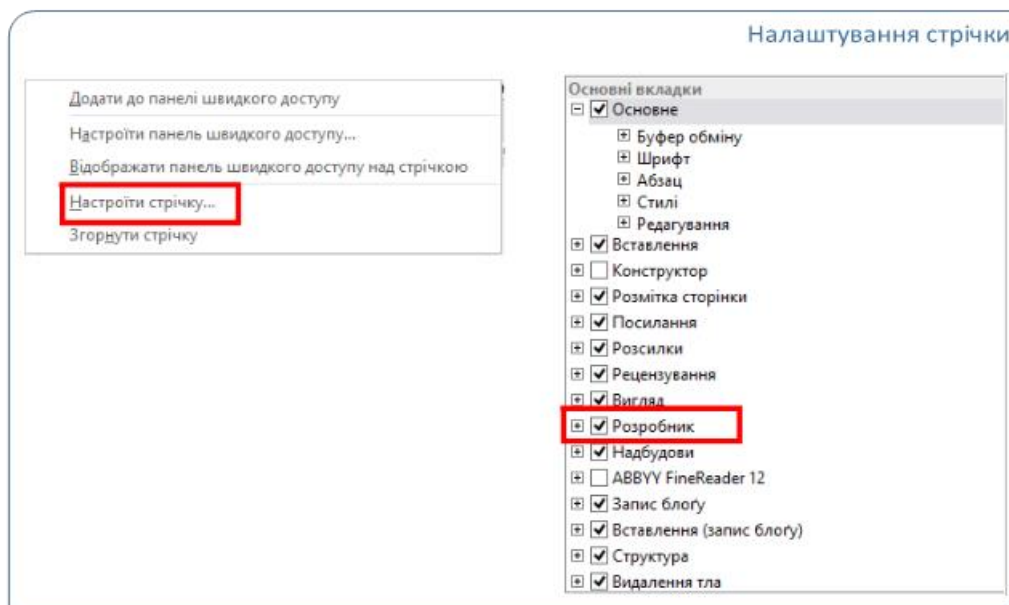 Налаштування стрічки
Додати до панелі швидкого доступу
Настроїти панель швидкого доступу...
Відображати панель швидкого доступу над стрічкою
Настроїти стрічку...
Згорнути стрічку
Основні вкладки
Основне
Буфер обміну
Шрифт
Абзац
Стилі
Редагування
Вставлення
Конструктор
Розмітка сторінки
Посилання
Розсилки
Рецензування
Вигляд
Розробник
Надбудови
ABBYY FineReader 12
Запис блоґу
Вставлення (запис блоґу)
Структура
Видалення тла